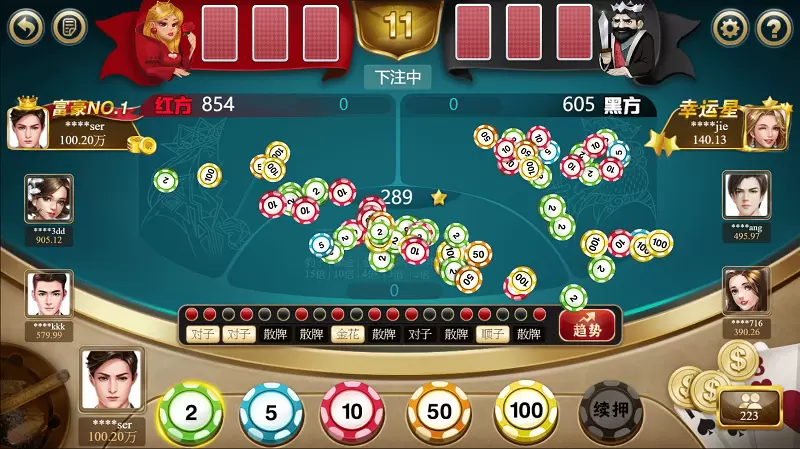 11
下注中
富豪NO.1
****ser
100.20万
红方 854
0
0
605 黑方
幸运星
****jie
140.13
289
****3dd
905.12
****ang
495.97
****kkk
579.99
****716
390.26
0
对子 对子 散牌 散牌 金花 散牌 对子 散牌 顺子 散牌
趋势
****ser
100.20万
2 5 10 50 100 续押
223